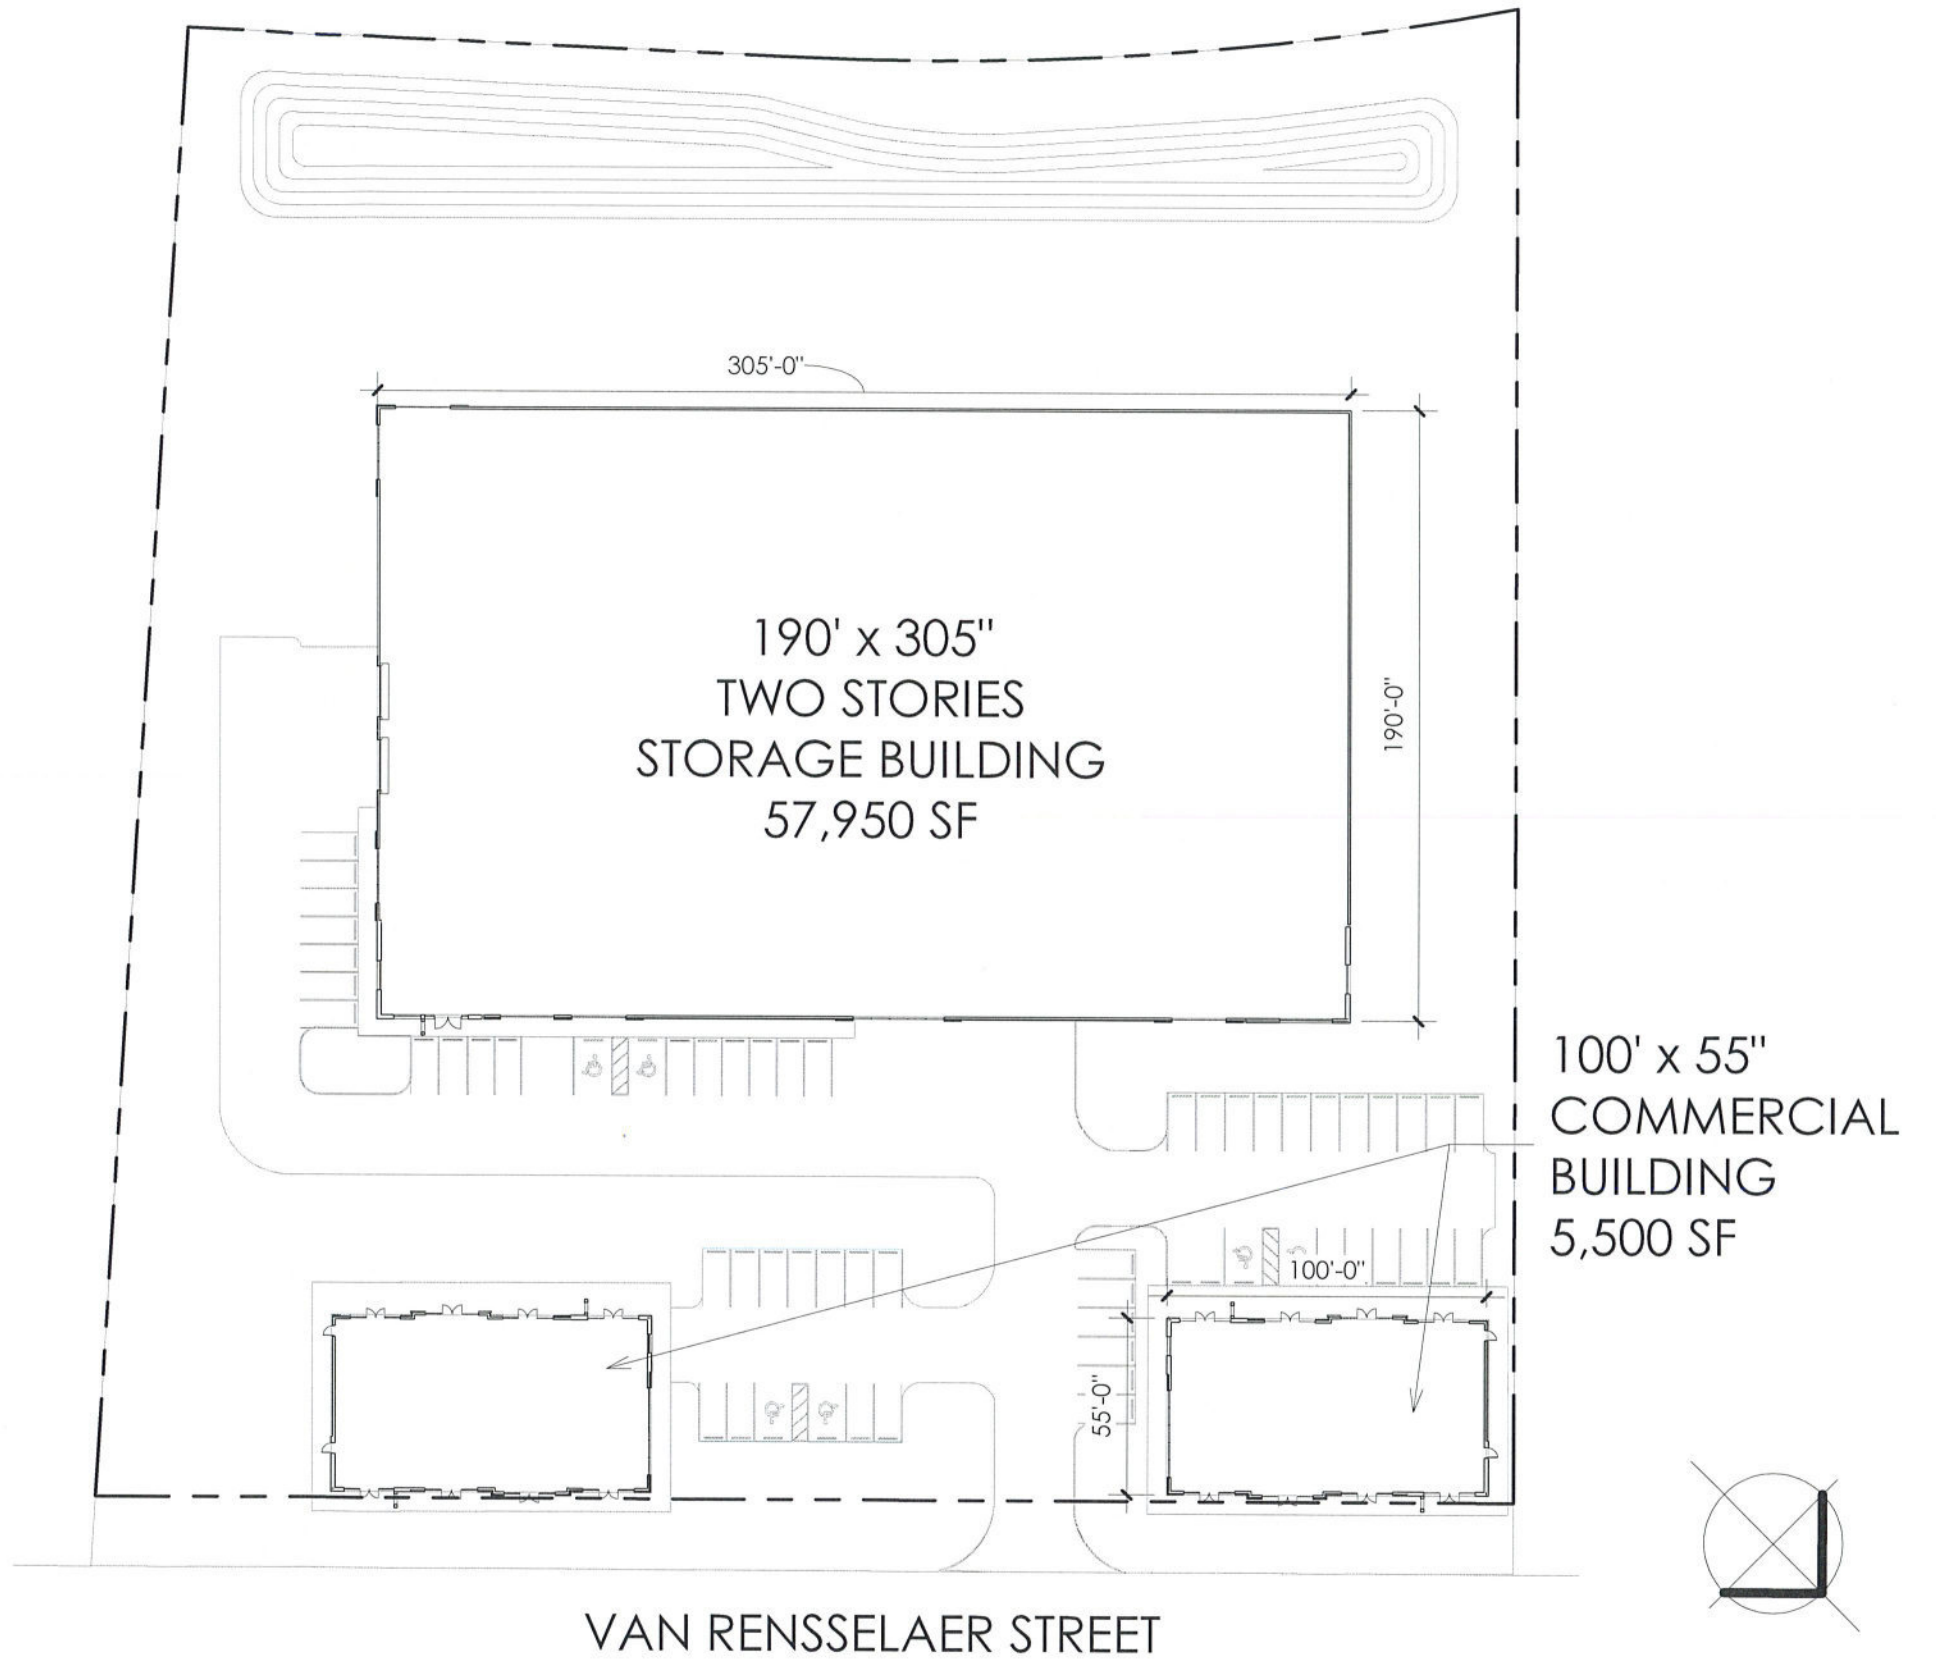 305'-0"
190' x 305"
TWO STORIES
STORAGE BUILDING
57,950 SF
190'-0"
100' x 55"
COMMERCIAL
BUILDING
5,500 SF
100'-0"
55'-0"
VAN RENSSELAER STREET